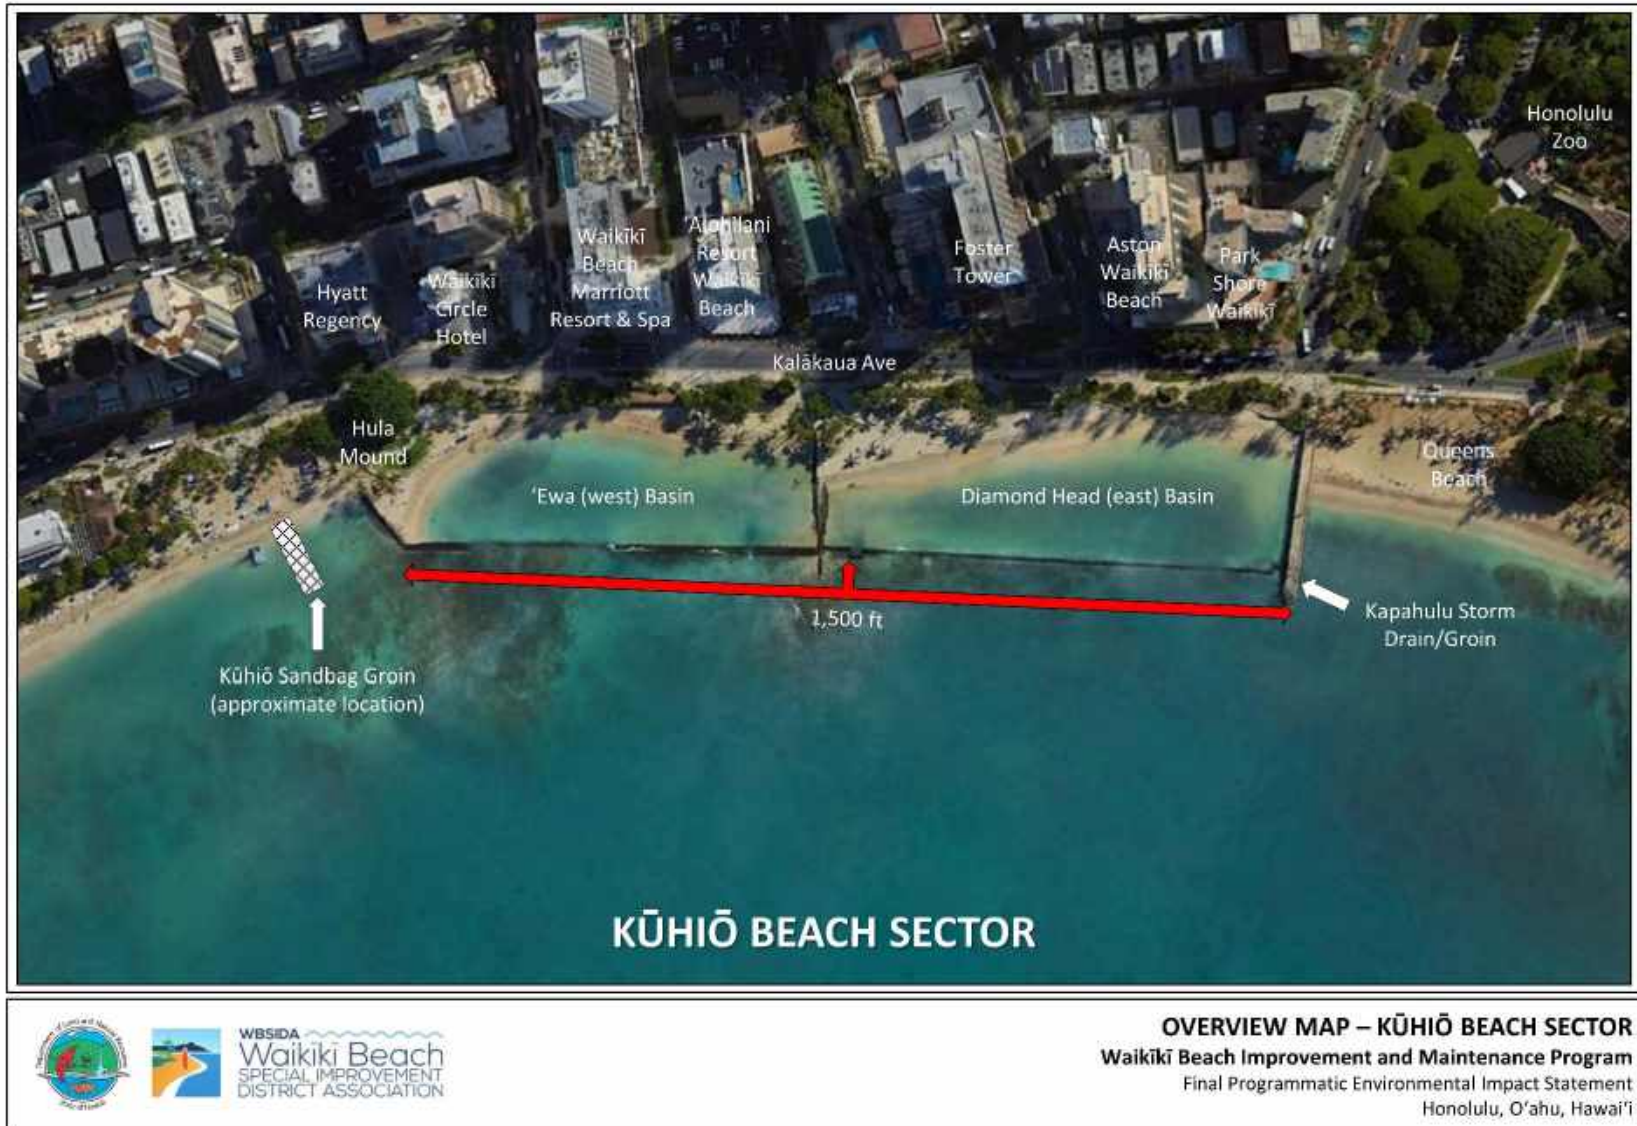 Honolulu
Zoo
Hyatt
Regency
Waikīkī
Circle
Hotel
Waikīkī
Beach
Marriott
Resort & Spa
ʻAlohilani
Resort
Waikīkī
Beach
Foster
Tower
Aston
Waikīkī
Beach
Park
Shore
Waikīkī
Kalākaua Ave
Hula
Mound
ʻEwa (west) Basin
Diamond Head (east) Basin
Queens
Beach
1,500 ft
Kapahulu Storm
Drain/Groin
Kūhiō Sandbag Groin
(approximate location)
KŪHIŌ BEACH SECTOR
WBSIDA
Waikīkī Beach
SPECIAL IMPROVEMENT
DISTRICT ASSOCIATION
OVERVIEW MAP – KŪHIŌ BEACH SECTOR
Waikīkī Beach Improvement and Maintenance Program
Final Programmatic Environmental Impact Statement
Honolulu, Oʻahu, Hawaiʻi